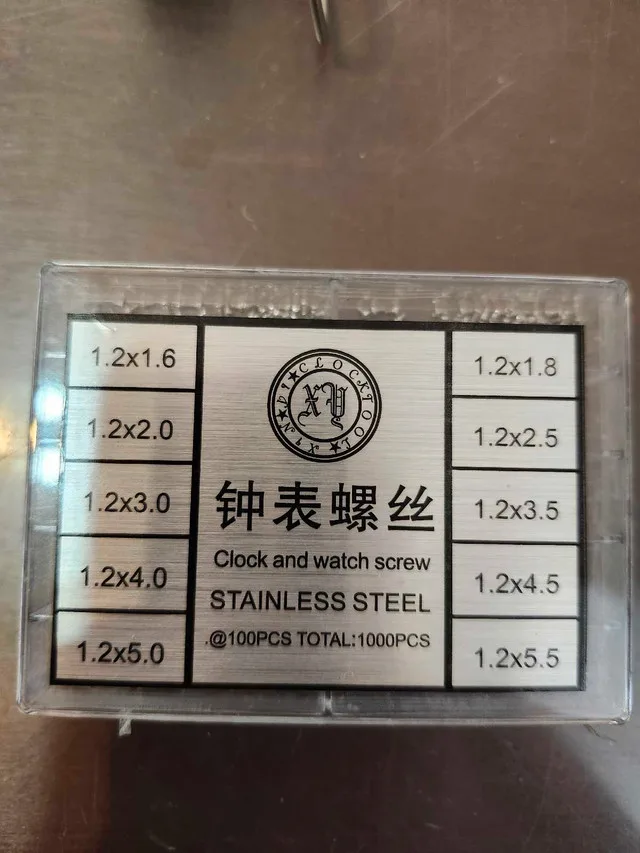 1.2x1.6
1.2x2.0
1.2x3.0
1.2x4.0
1.2x5.0
CLOCKTOOL
XY
钟表螺丝
Clock and watch screw
STAINLESS STEEL
.@100PCS TOTAL:1000PCS
1.2x1.8
1.2x2.5
1.2x3.5
1.2x4.5
1.2x5.5